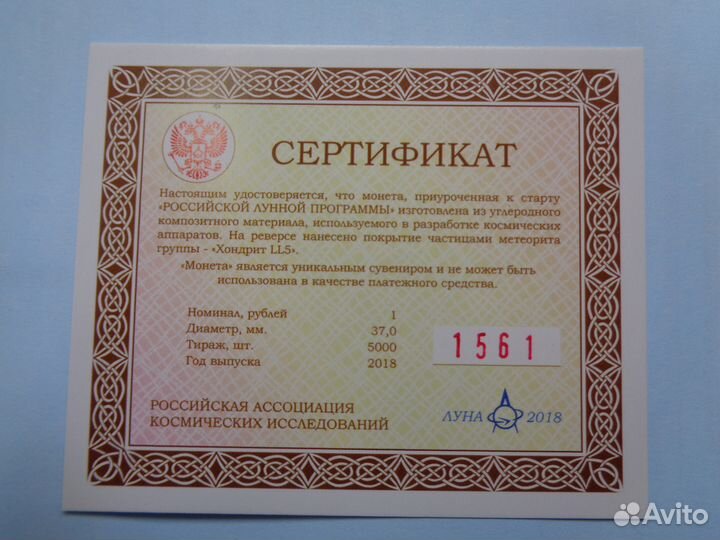 СЕРТИФИКАТ
Настоящим удостоверяется, что монета, приуроченная к старту
«РОССИЙСКОЙ ЛУННОЙ ПРОГРАММЫ» изготовлена из углеродного
композитного материала, используемого в разработке космических
аппаратов. На реверсе нанесено покрытие частицами метеорита
группы - «Хондрит LL5».
«Монета» является уникальным сувениром и не может быть
использована в качестве платежного средства.
Номинал, рублей 1
Диаметр, мм. 37,0
Тираж, шт. 5000
Год выпуска 2018
1561
РОССИЙСКАЯ АССОЦИАЦИЯ
КОСМИЧЕСКИХ ИССЛЕДОВАНИЙ
ЛУНА 2018
Avito